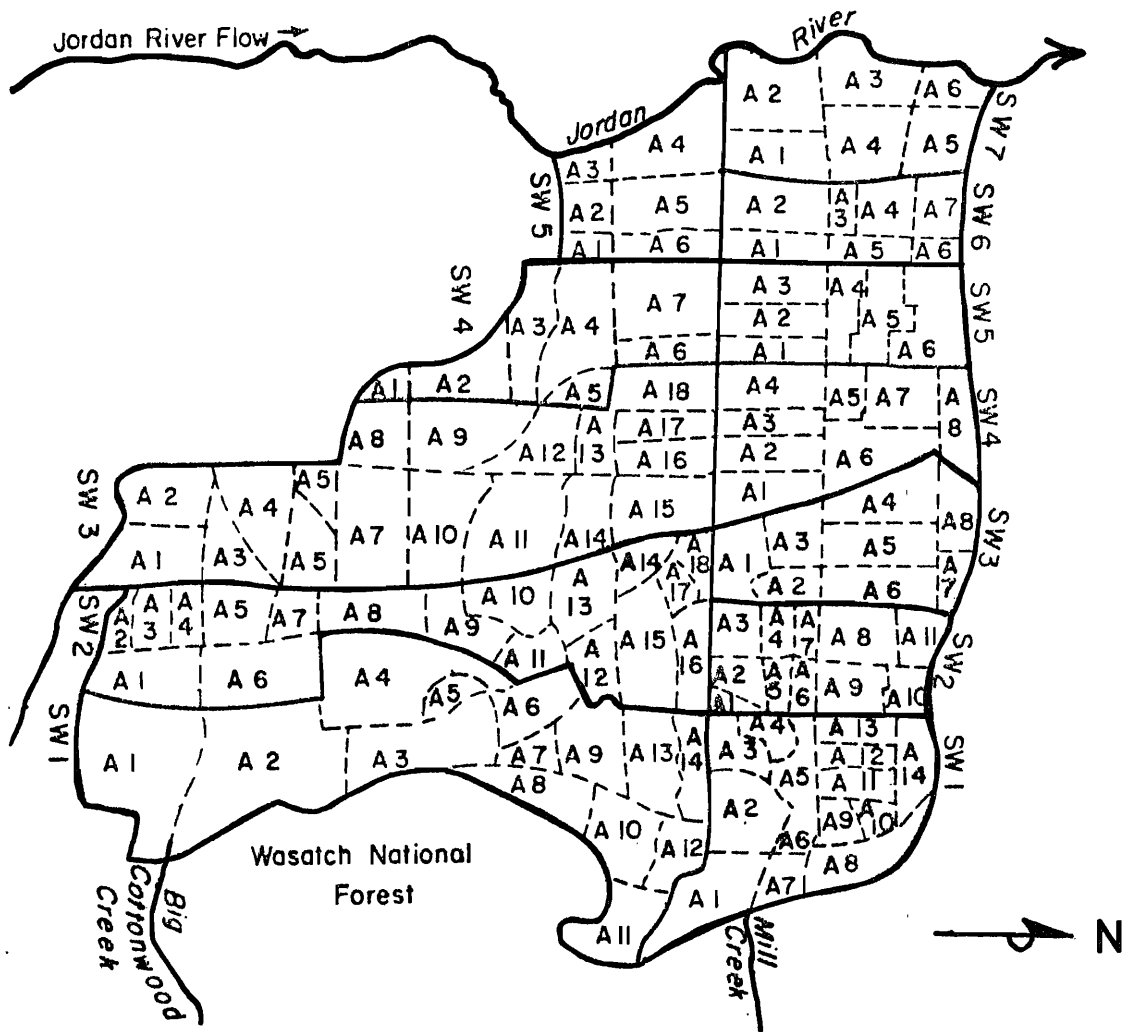 Jordan River Flow →
River
Jordan
A 2
A 3
A 6
SW 7
A 4
A 1
A 4
A 5
A 3
SW 5
A 2
A 5
A 2
A 3
A 4
A 7
SW 6
A 1
A 6
A 1
A 5
A 6
SW 4
A 3
A 4
A 7
A 3
A 2
A 4
A 5
SW 5
A 6
A 1
A 6
A 1
A 2
A 5
A 18
A 4
A 5
A 7
A 8
SW 4
A 8
A 9
A 12
A 13
A 17
A 3
A 16
A 2
A 6
SW 3
A 2
A 4
A 5
A 1
A 15
A 4
A 7
A 10
A 11
A 14
A 3
A 8
SW 3
A 1
A 3
A 5
A 14
A 18
A 1
A 5
A 17
A 2
A 6
A 7
SW 2
A 2
A 3
A 4
A 5
A 7
A 8
A 9
A 10
A 13
A 15
A 16
A 3
A 4
A 7
A 8
A 11
SW 2
A 11
A 12
A 1
A 6
A 4
A 5
A 6
A 2
A 1
A 5
A 6
A 9
A 10
SW 1
A 1
A 2
A 3
A 7
A 8
A 9
A 13
A 14
A 3
A 4
A 13
A 12
A 11
A 14
SW 1
A 5
A 10
A 12
A 2
A 6
A 9
A 10
A 8
A 11
A 1
A 7
Wasatch National
Forest
Big
Cottonwood
Creek
Mill
Creek
N